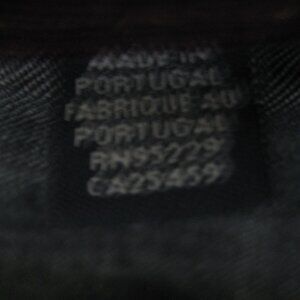 MADE IN
PORTUGAL
FABRIQUE AU
PORTUGAL
RN95229
CA25459